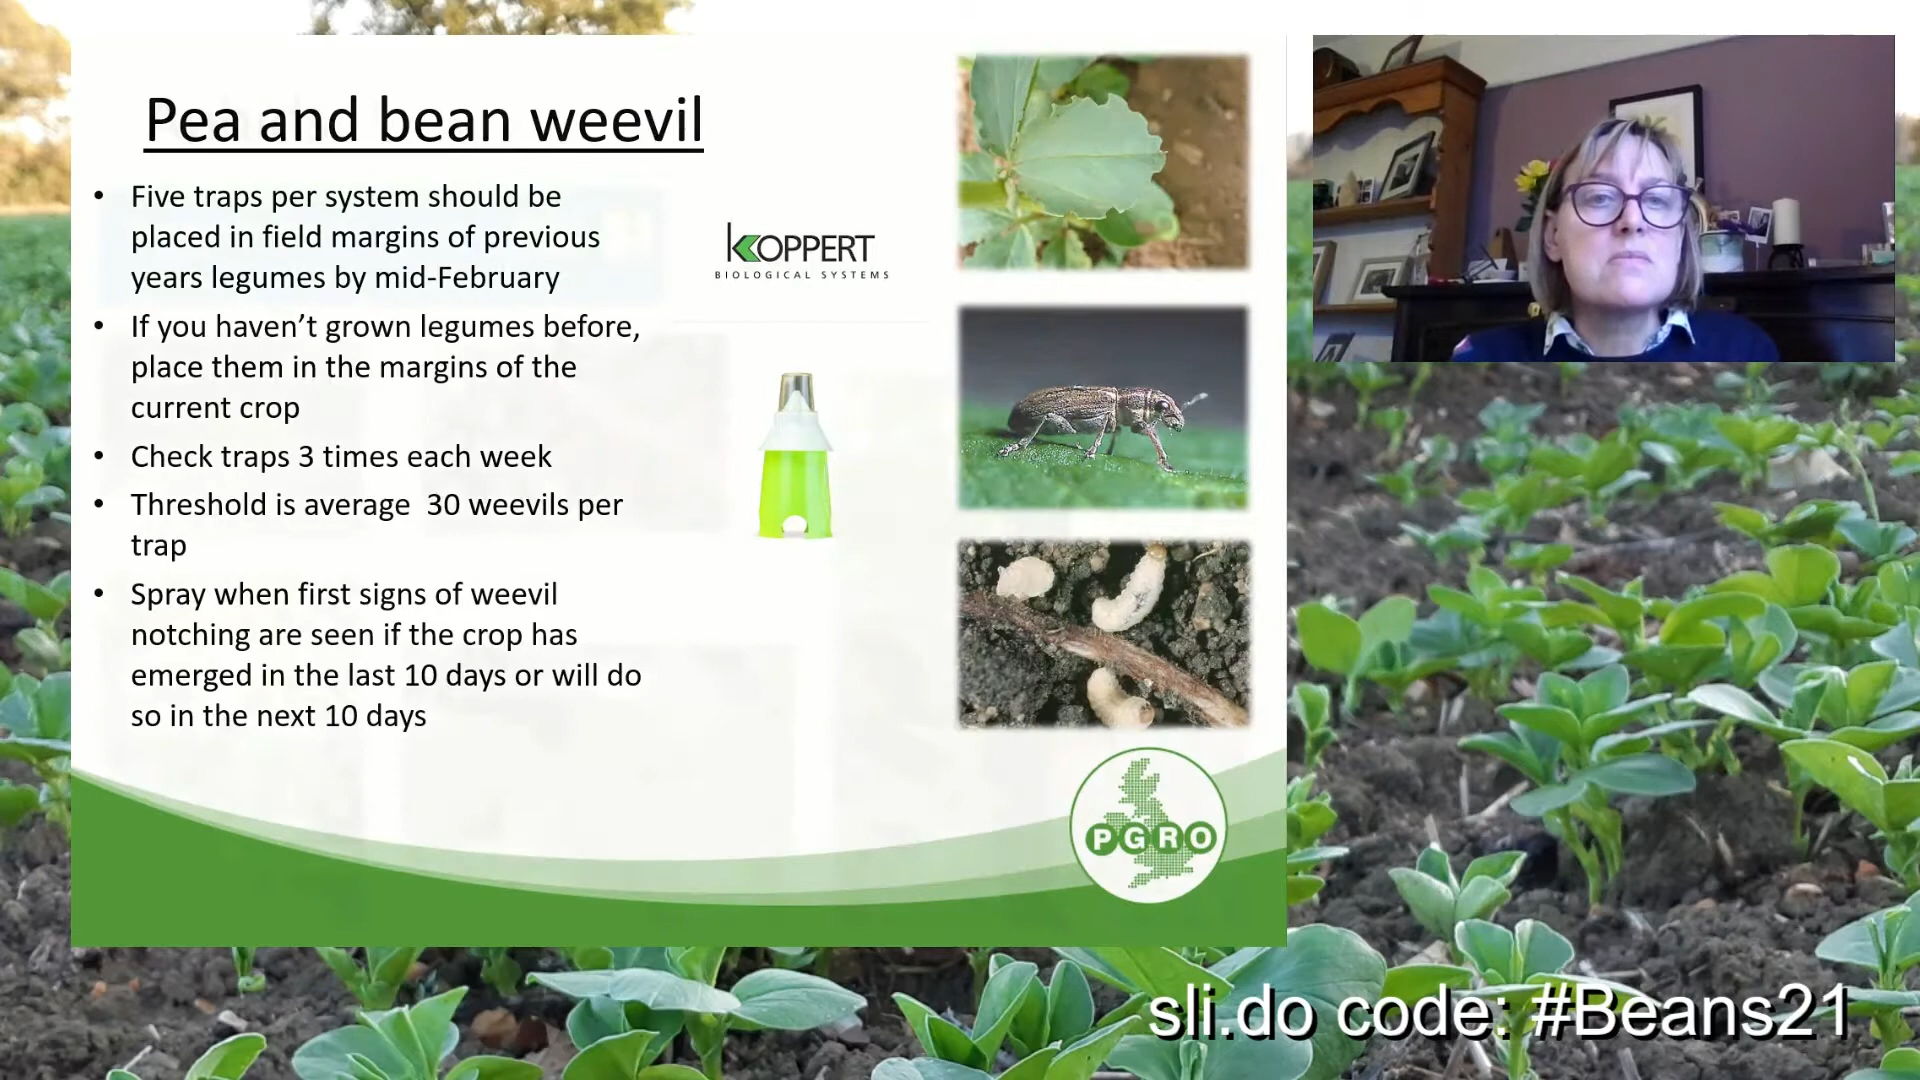 Pea and bean weevil
• Five traps per system should be
placed in field margins of previous
years legumes by mid-February
• If you haven’t grown legumes before,
place them in the margins of the
current crop
• Check traps 3 times each week
• Threshold is average  30 weevils per
trap
• Spray when first signs of weevil
notching are seen if the crop has
emerged in the last 10 days or will do
so in the next 10 days
KOPPERT
BIOLOGICAL SYSTEMS
PGRO
sli.do code: #Beans21